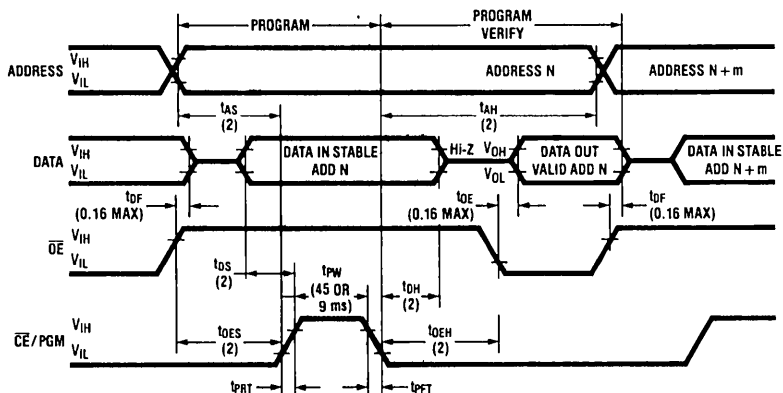 PROGRAM
PROGRAM
VERIFY
ADDRESS
VIH
VIL
ADDRESS N
ADDRESS N + m
tAS
(2)
tAH
(2)
DATA
VIH
VIL
DATA IN STABLE
ADD N
Hi-Z
VOH
VOL
DATA OUT
VALID ADD N
DATA IN STABLE
ADD N + m
tDF
(0.16 MAX)
tOE
(0.16 MAX)
tDF
(0.16 MAX)
OE
VIH
VIL
tDS
(2)
tPW
(45 OR
9 ms)
tDH
(2)
CE/PGM
VIH
VIL
tOES
(2)
tOEH
(2)
tPRT
tPFT